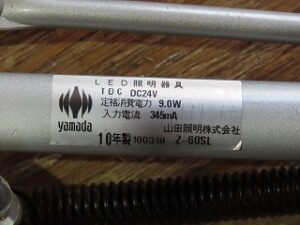 LED照明器具
TDC DC24V
定格消費電力 9.0W
入力電流 345mA
yamada
山田照明株式会社
10年製 100318 Z-60SL